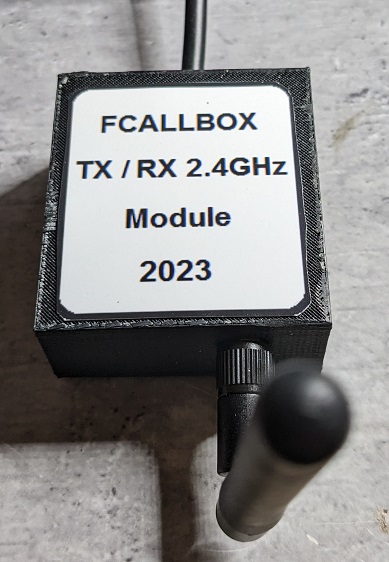 FCALLBOX
TX / RX 2.4GHz
Module
2023